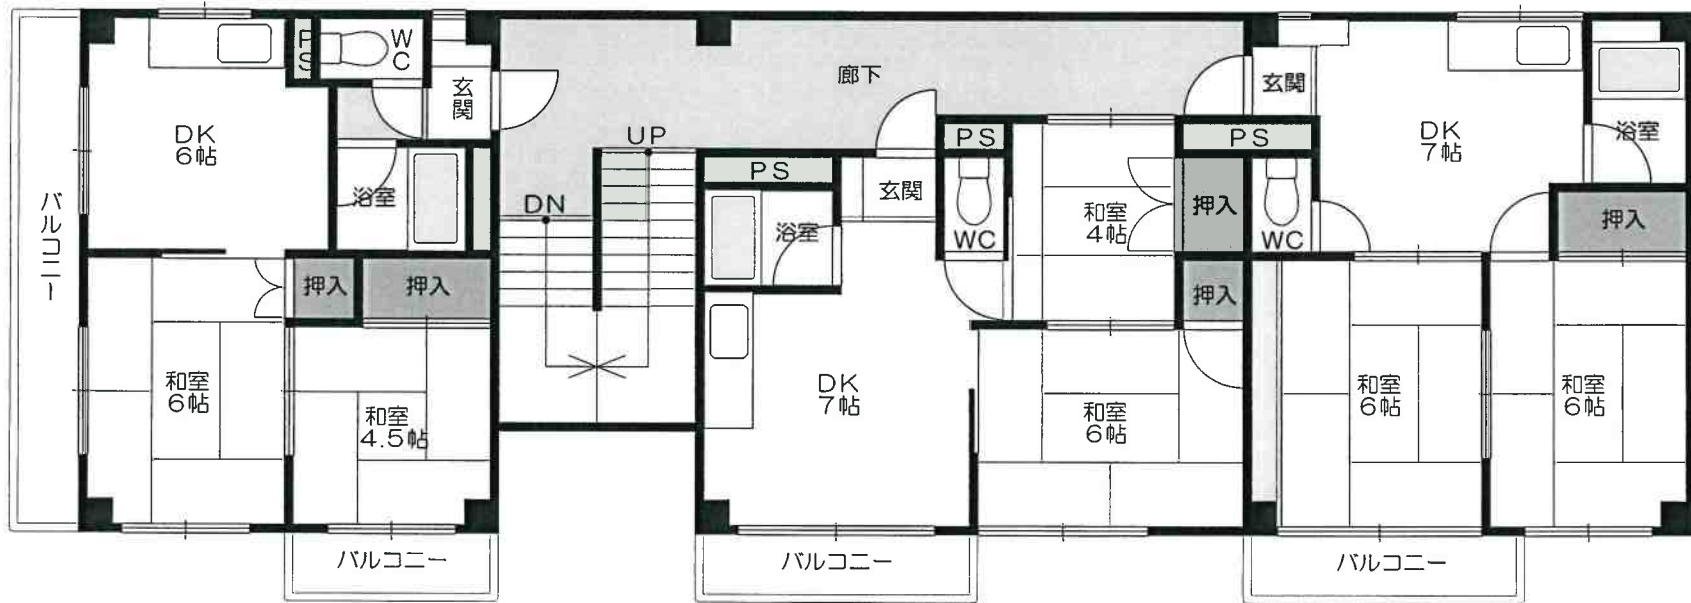 PS
WC
玄関
DK
6帖
浴室
バルコニー
押入
押入
和室
6帖
和室
4.5帖
バルコニー
廊下
UP
DN
PS
浴室
玄関
PS
WC
和室
4帖
押入
押入
DK
7帖
和室
6帖
バルコニー
玄関
PS
WC
DK
7帖
浴室
押入
和室
6帖
和室
6帖
バルコニー